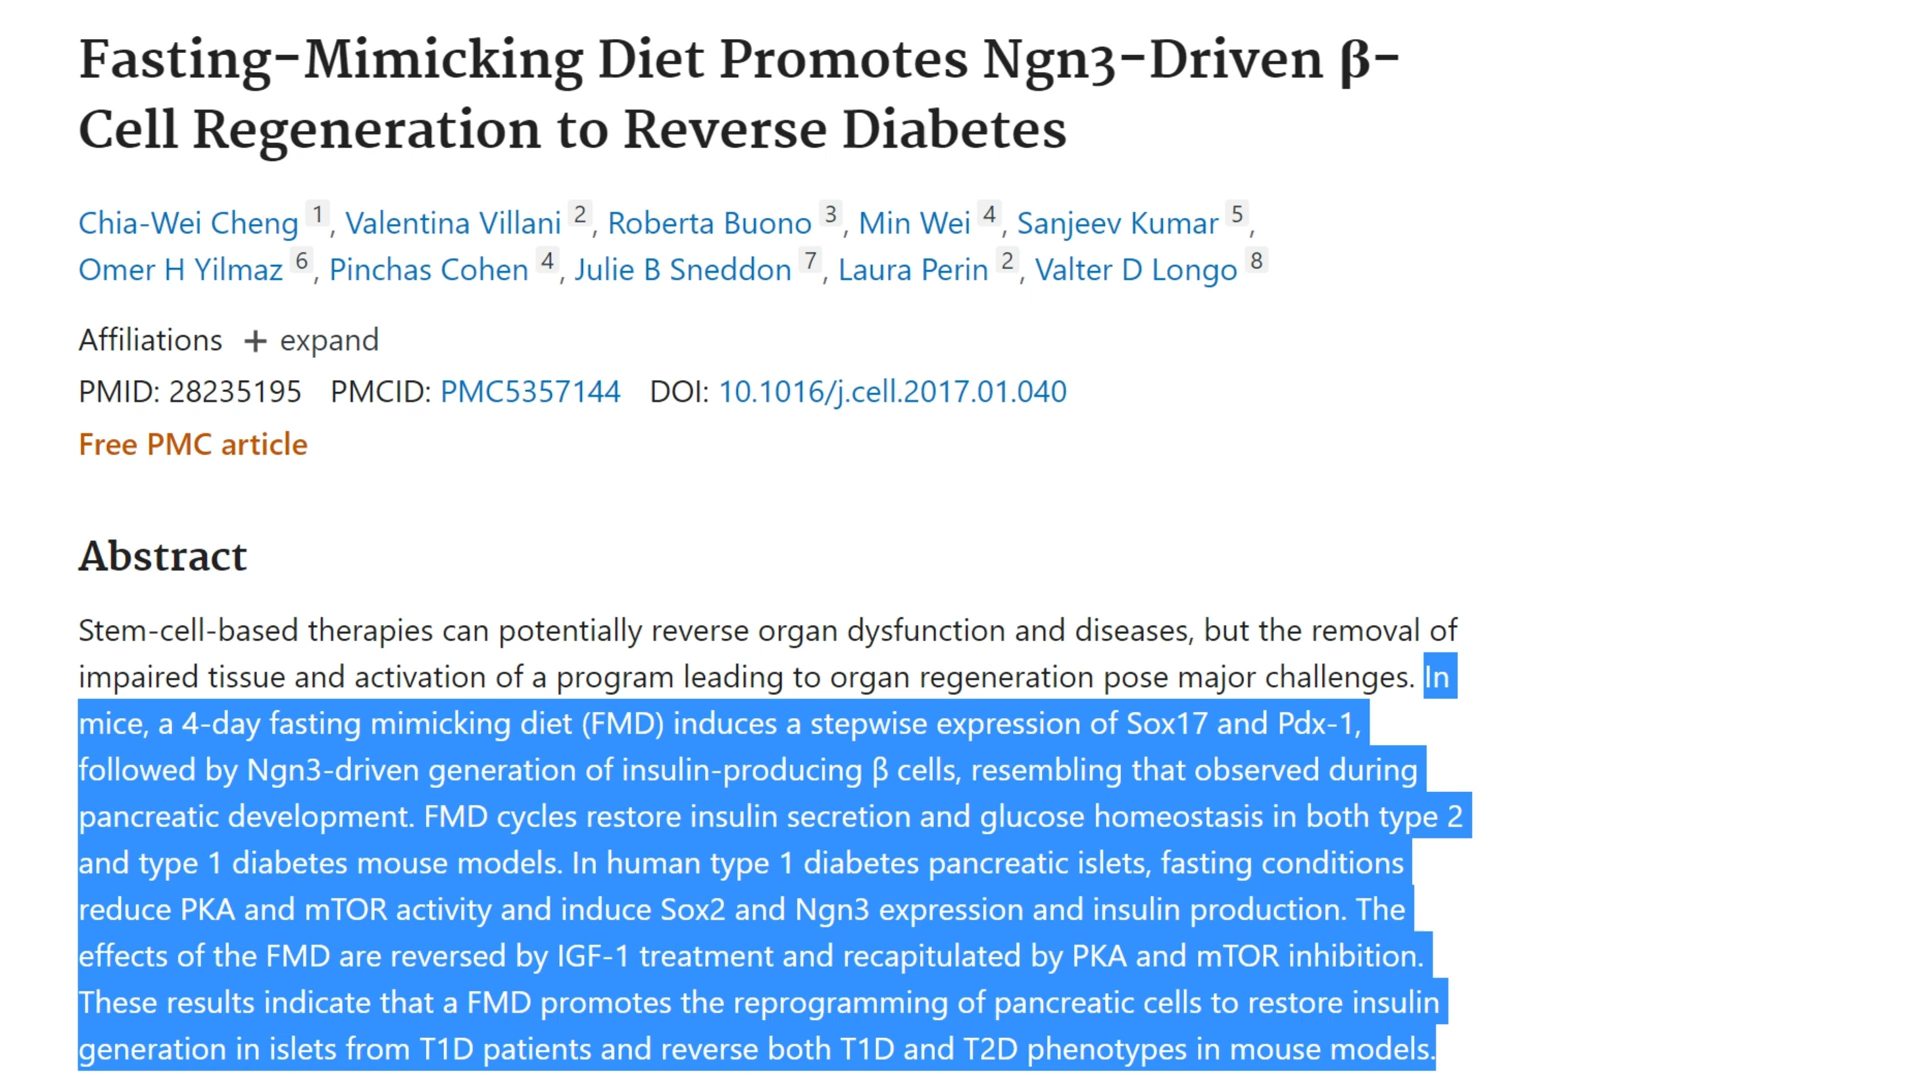 Fasting-Mimicking Diet Promotes Ngn3-Driven β-
Cell Regeneration to Reverse Diabetes
Chia-Wei Cheng 1, Valentina Villani 2, Roberta Buono 3, Min Wei 4, Sanjeev Kumar 5,
Omer H Yilmaz 6, Pinchas Cohen 4, Julie B Sneddon 7, Laura Perin 2, Valter D Longo 8
Affiliations + expand
PMID: 28235195 PMCID: PMC5357144 DOI: 10.1016/j.cell.2017.01.040
Free PMC article
Abstract
Stem-cell-based therapies can potentially reverse organ dysfunction and diseases, but the removal of
impaired tissue and activation of a program leading to organ regeneration pose major challenges. In
mice, a 4-day fasting mimicking diet (FMD) induces a stepwise expression of Sox17 and Pdx-1,
followed by Ngn3-driven generation of insulin-producing β cells, resembling that observed during
pancreatic development. FMD cycles restore insulin secretion and glucose homeostasis in both type 2
and type 1 diabetes mouse models. In human type 1 diabetes pancreatic islets, fasting conditions
reduce PKA and mTOR activity and induce Sox2 and Ngn3 expression and insulin production. The
effects of the FMD are reversed by IGF-1 treatment and recapitulated by PKA and mTOR inhibition.
These results indicate that a FMD promotes the reprogramming of pancreatic cells to restore insulin
generation in islets from T1D patients and reverse both T1D and T2D phenotypes in mouse models.